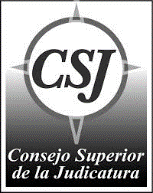 CSJ
Consejo Superior
de la Judicatura